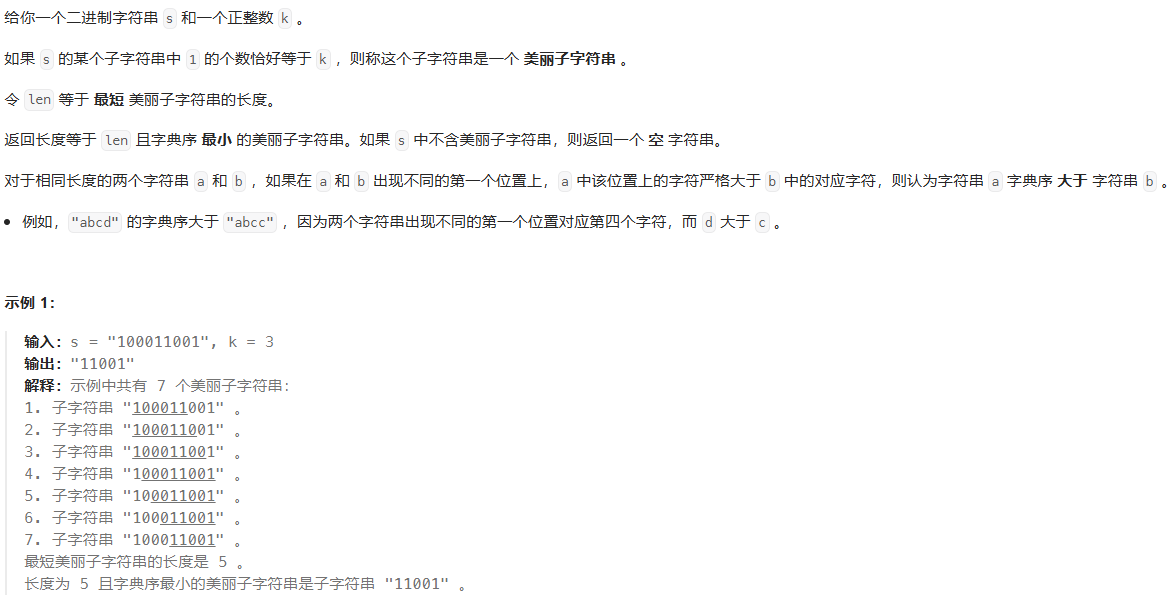 给你一个二进制字符串 s 和一个正整数 k 。
如果 s 的某个子字符串中 1 的个数恰好等于 k ，则称这个子字符串是一个 美丽子字符串 。
令 len 等于 最短 美丽子字符串的长度。
返回长度等于 len 且字典序 最小 的美丽子字符串。如果 s 中不含美丽子字符串，则返回一个 空 字符串。
对于相同长度的两个字符串 a 和 b ，如果在 a 和 b 出现不同的第一个位置上，a 中该位置上的字符严格大于 b 中的对应字符，则认为字符串 a 字典序 大于 字符串 b 。
• 例如，"abcd" 的字典序大于 "abcc" ，因为两个字符串出现不同的第一个位置对应第四个字符，而 d 大于 c 。
示例 1：
输入：s = "100011001", k = 3
输出："11001"
解释：示例中共有 7 个美丽子字符串：
1. 子字符串 "100011001" 。
2. 子字符串 "100011001" 。
3. 子字符串 "100011001" 。
4. 子字符串 "100011001" 。
5. 子字符串 "100011001" 。
6. 子字符串 "100011001" 。
7. 子字符串 "100011001" 。
最短美丽子字符串的长度是 5 。
长度为 5 且字典序最小的美丽子字符串是子字符串 "11001" 。